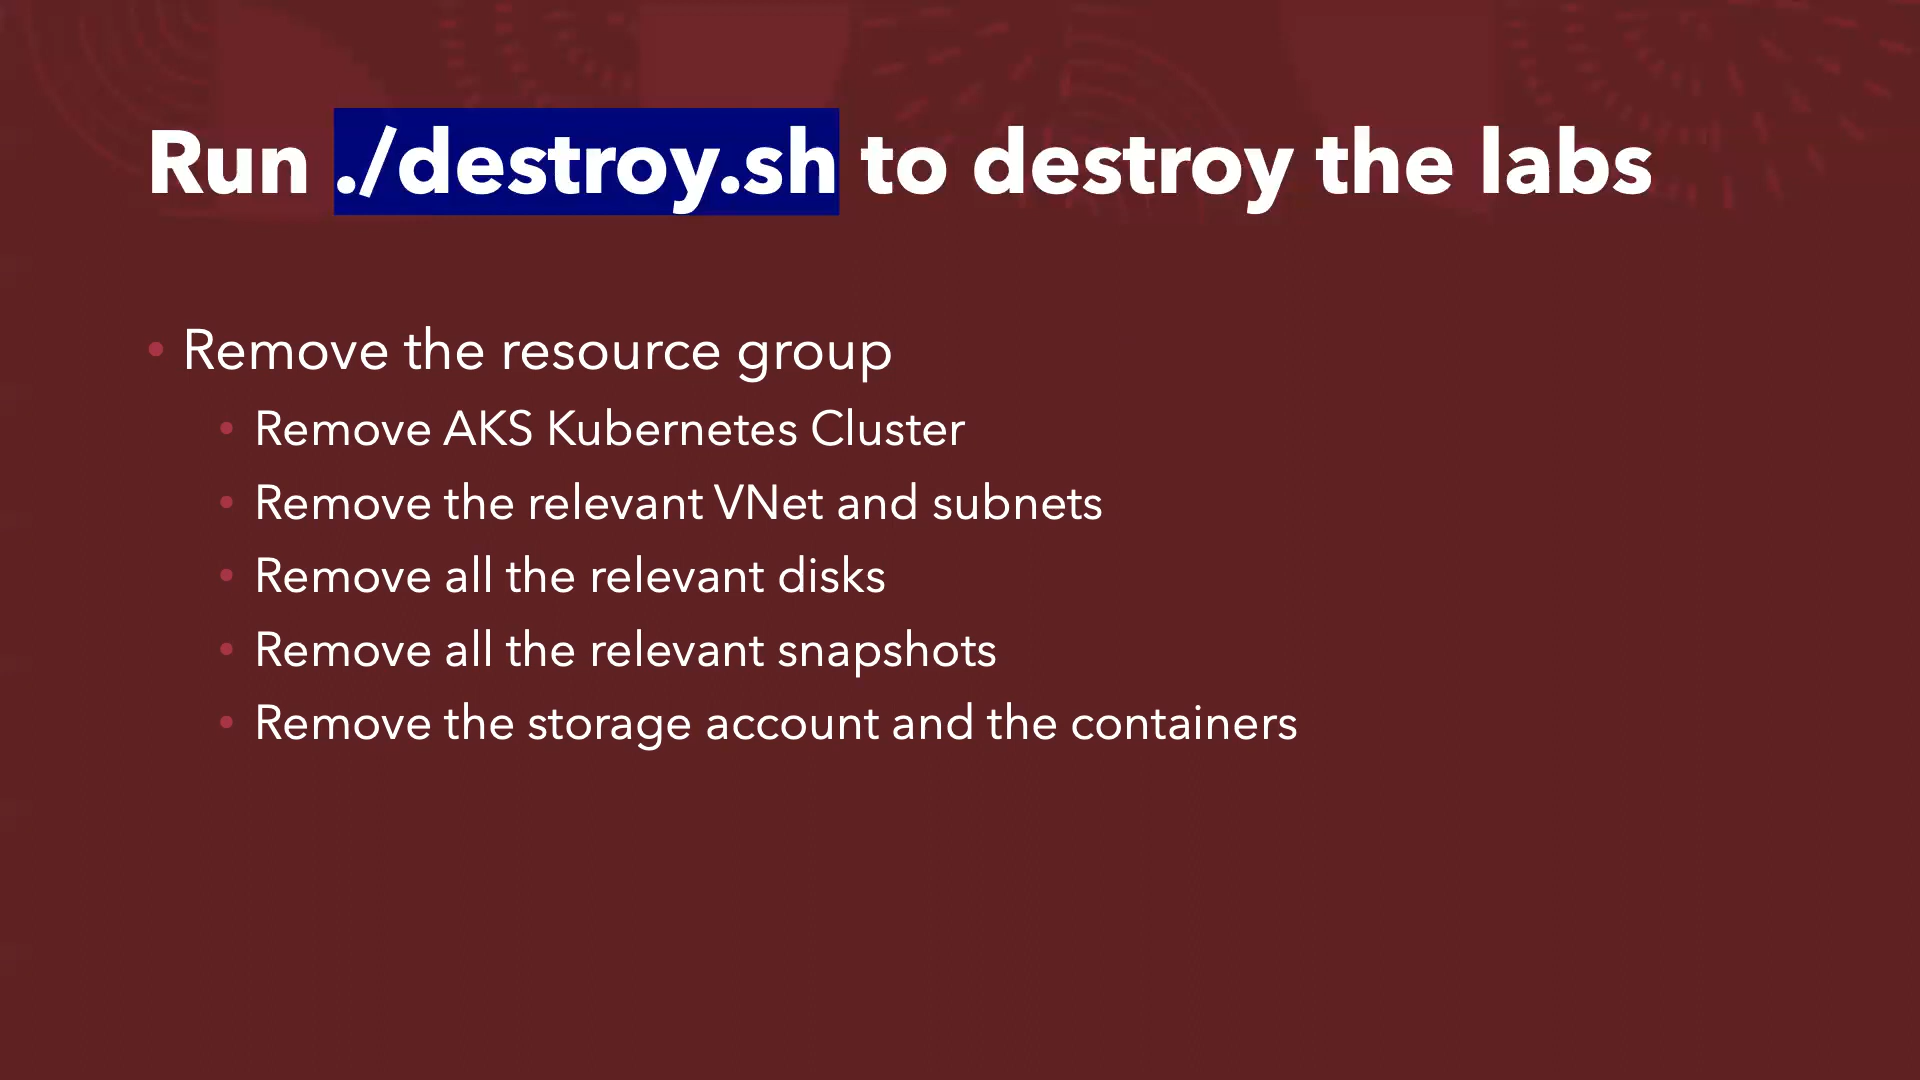 Run ./destroy.sh to destroy the labs
• Remove the resource group
• Remove AKS Kubernetes Cluster
• Remove the relevant VNet and subnets
• Remove all the relevant disks
• Remove all the relevant snapshots
• Remove the storage account and the containers